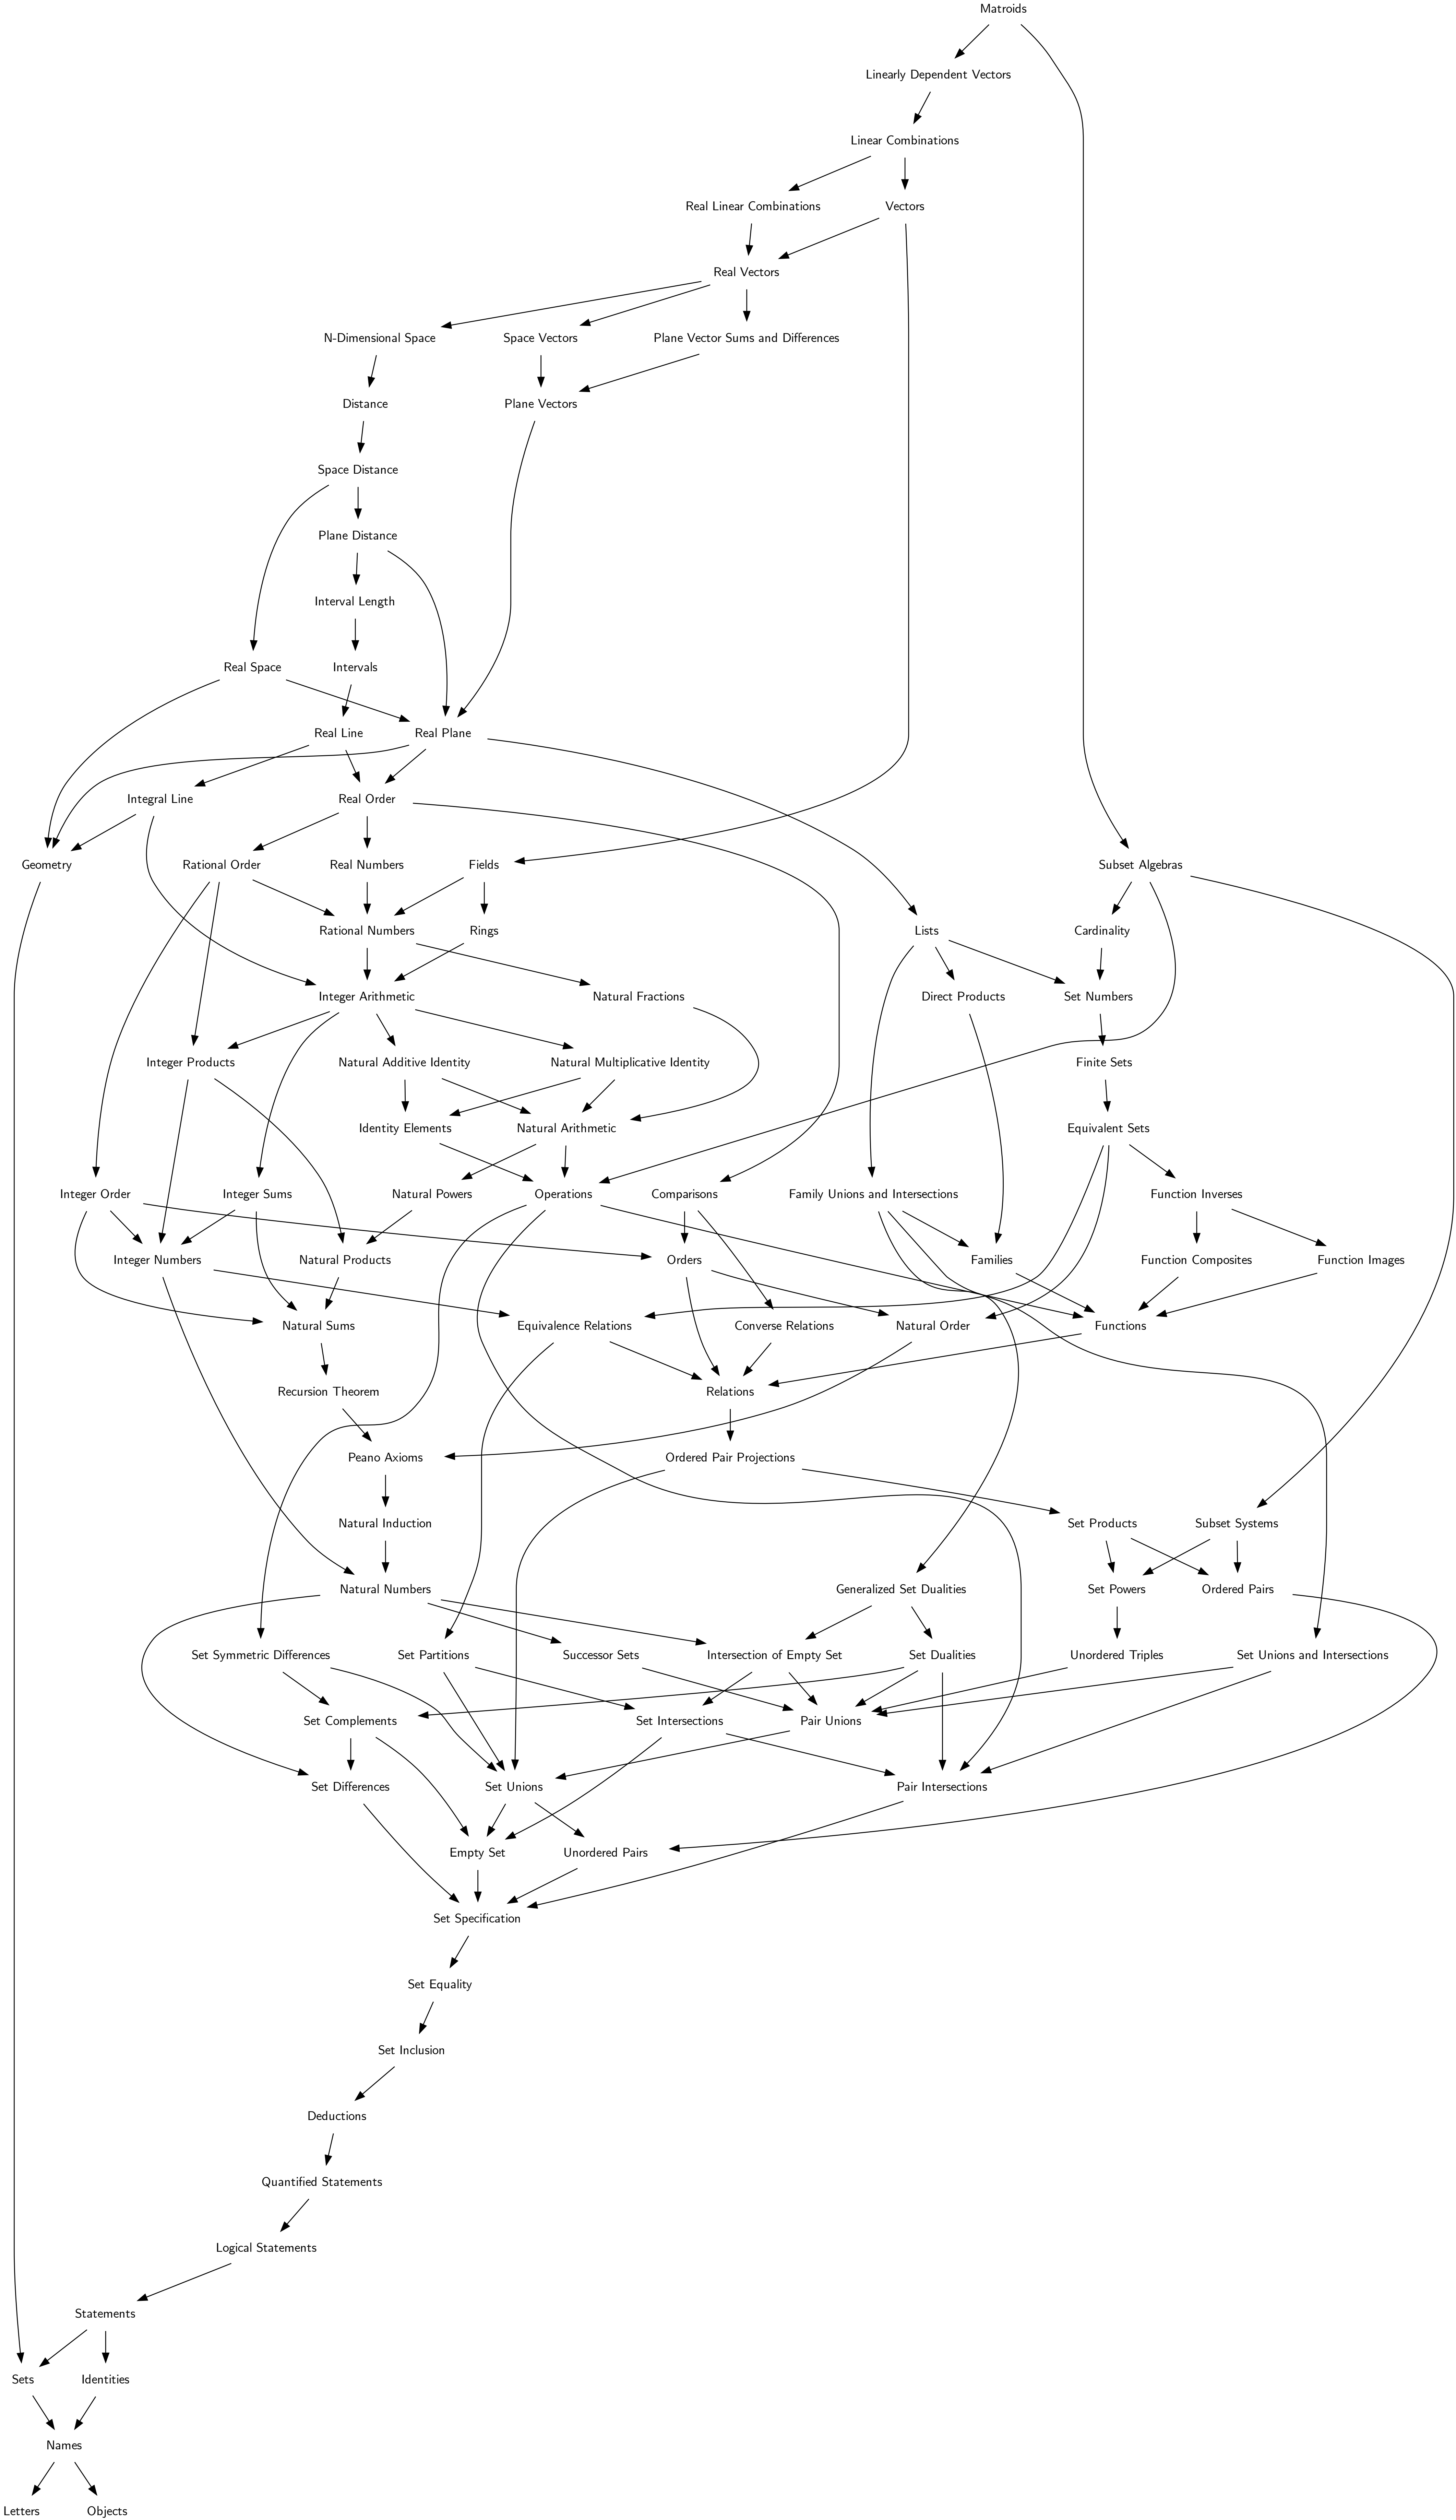 Matroids
Linearly Dependent Vectors
Linear Combinations
Real Linear Combinations
Vectors
Real Vectors
N-Dimensional Space
Space Vectors
Plane Vector Sums and Differences
Distance
Plane Vectors
Space Distance
Plane Distance
Interval Length
Real Space
Intervals
Real Line
Real Plane
Integral Line
Real Order
Geometry
Rational Order
Real Numbers
Fields
Subset Algebras
Rational Numbers
Rings
Lists
Cardinality
Integer Arithmetic
Natural Fractions
Direct Products
Set Numbers
Integer Products
Natural Additive Identity
Natural Multiplicative Identity
Finite Sets
Identity Elements
Natural Arithmetic
Equivalent Sets
Integer Order
Integer Sums
Natural Powers
Operations
Comparisons
Family Unions and Intersections
Function Inverses
Integer Numbers
Natural Products
Orders
Families
Function Composites
Function Images
Natural Sums
Equivalence Relations
Converse Relations
Natural Order
Functions
Recursion Theorem
Relations
Peano Axioms
Ordered Pair Projections
Natural Induction
Set Products
Subset Systems
Natural Numbers
Generalized Set Dualities
Set Powers
Ordered Pairs
Set Symmetric Differences
Set Partitions
Successor Sets
Intersection of Empty Set
Set Dualities
Unordered Triples
Set Unions and Intersections
Set Complements
Set Intersections
Pair Unions
Set Differences
Set Unions
Pair Intersections
Empty Set
Unordered Pairs
Set Specification
Set Equality
Set Inclusion
Deductions
Quantified Statements
Logical Statements
Statements
Sets
Identities
Names
Letters
Objects